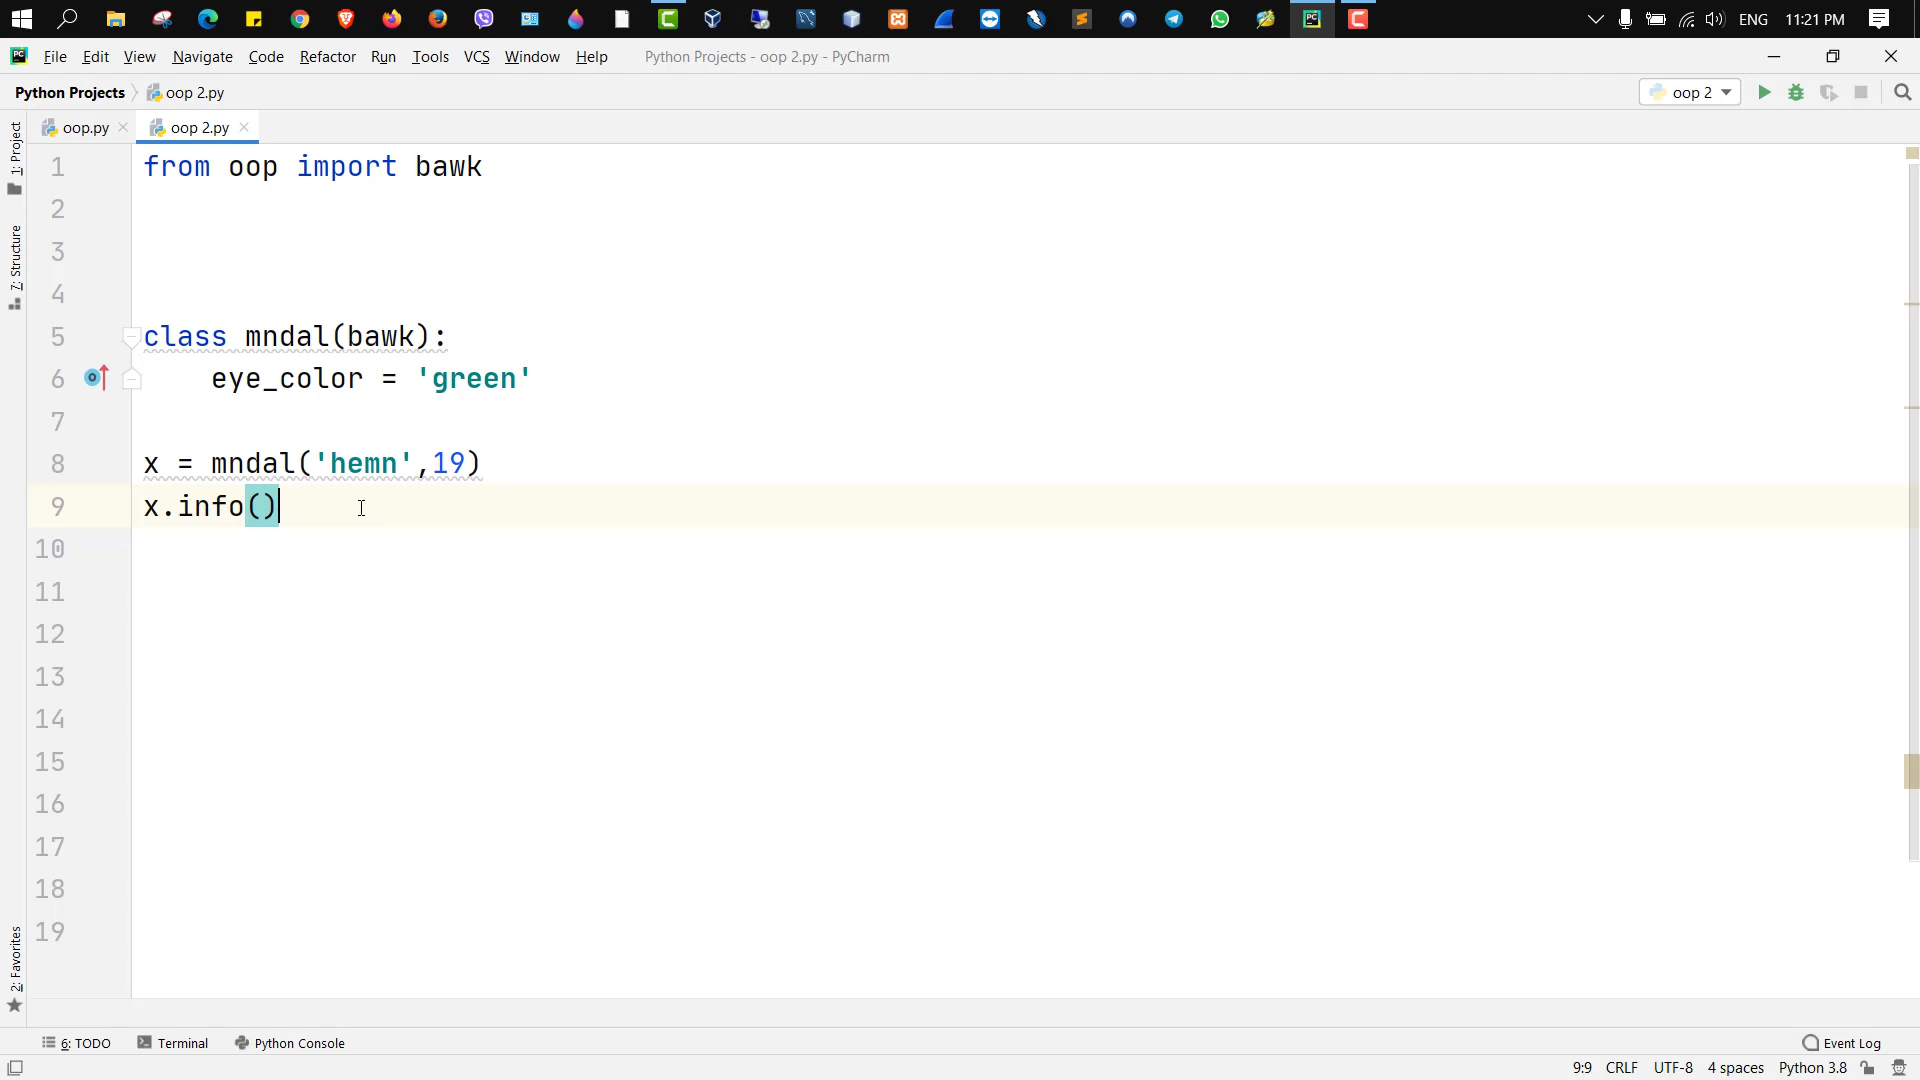 ENG 11:21 PM
File Edit View Navigate Code Refactor Run Tools VCS Window Help Python Projects - oop 2.py - PyCharm
Python Projects oop 2.py oop 2
oop.py oop 2.py
1: Project
7: Structure
2: Favorites
1 from oop import bawk
2
3
4
5 class mndal(bawk):
6 eye_color = 'green'
7
8 x = mndal('hemn',19)
9 x.info()
10
11
12
13
14
15
16
17
18
19
6: TODO Terminal Python Console Event Log
9:9 CRLF UTF-8 4 spaces Python 3.8